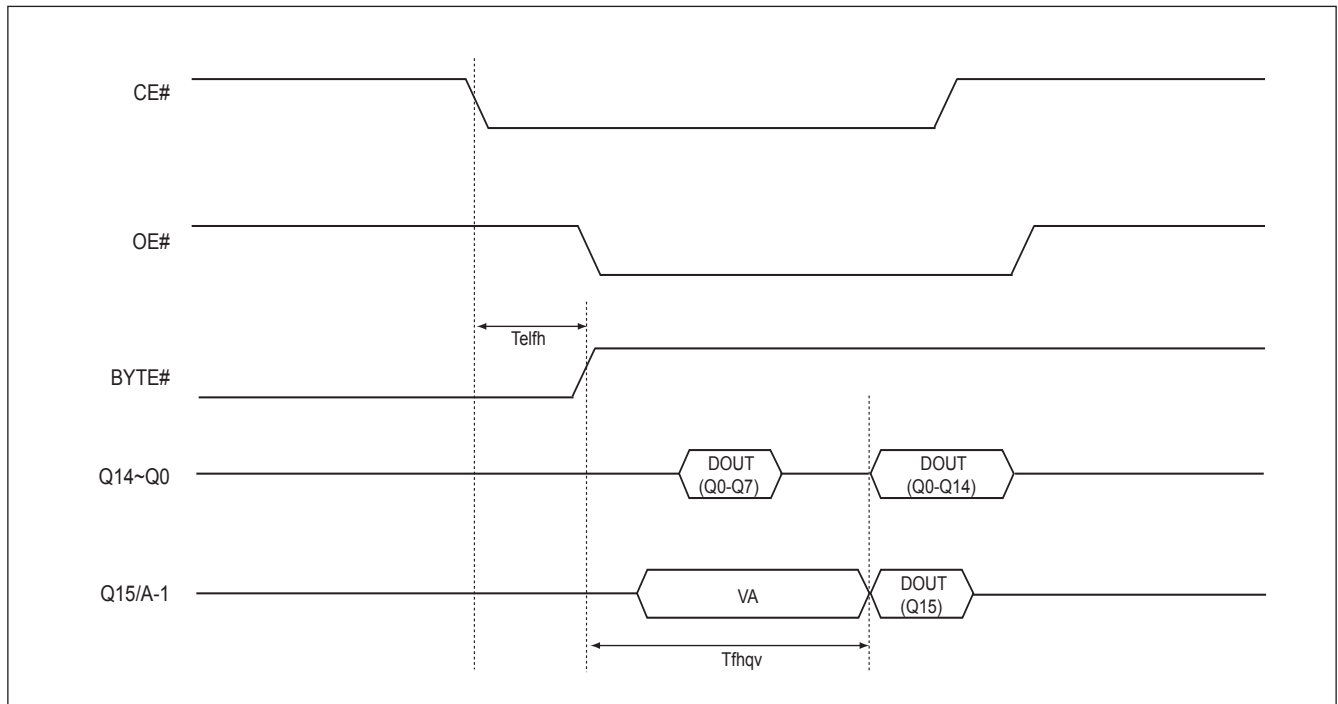 CE#
OE#
Telfh
BYTE#
Q14~Q0
DOUT
(Q0-Q7)
DOUT
(Q0-Q14)
Q15/A-1
VA
DOUT
(Q15)
Tfhqv